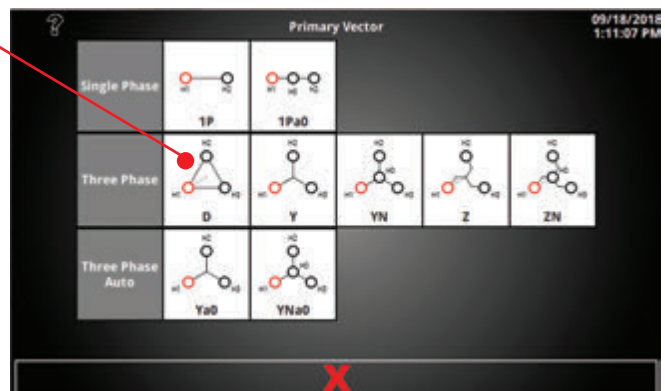 ?
Primary Vector
09/18/2018
1:11:07 PM
Single Phase
1P
1Pa0
Three Phase
D
Y
YN
Z
ZN
Three Phase
Auto
Ya0
YNa0
X